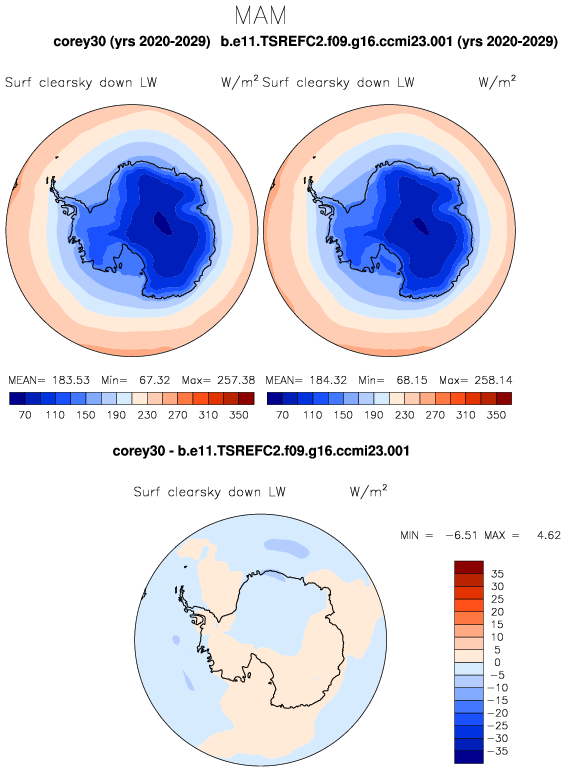 MAM
corey30 (yrs 2020-2029) b.e11.TSREFC2.f09.g16.ccmi23.001 (yrs 2020-2029)
Surf clearsky down LW W/m² Surf clearsky down LW W/m²
MEAN= 183.53 Min= 67.32 Max= 257.38 MEAN= 184.32 Min= 68.15 Max= 258.14
70 110 150 190 230 270 310 350 70 110 150 190 230 270 310 350
corey30 - b.e11.TSREFC2.f09.g16.ccmi23.001
Surf clearsky down LW W/m²
MIN = -6.51 MAX = 4.62
35
30
25
20
15
10
5
0
-5
-10
-15
-20
-25
-30
-35